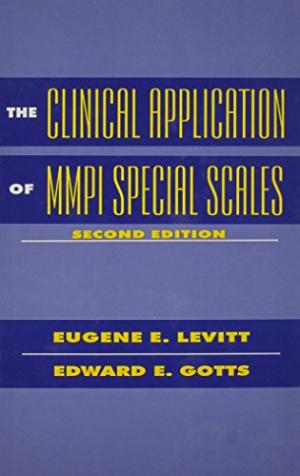 THE CLINICAL APPLICATION
OF MMPI SPECIAL SCALES
SECOND EDITION
EUGENE E. LEVITT
EDWARD E. GOTTS